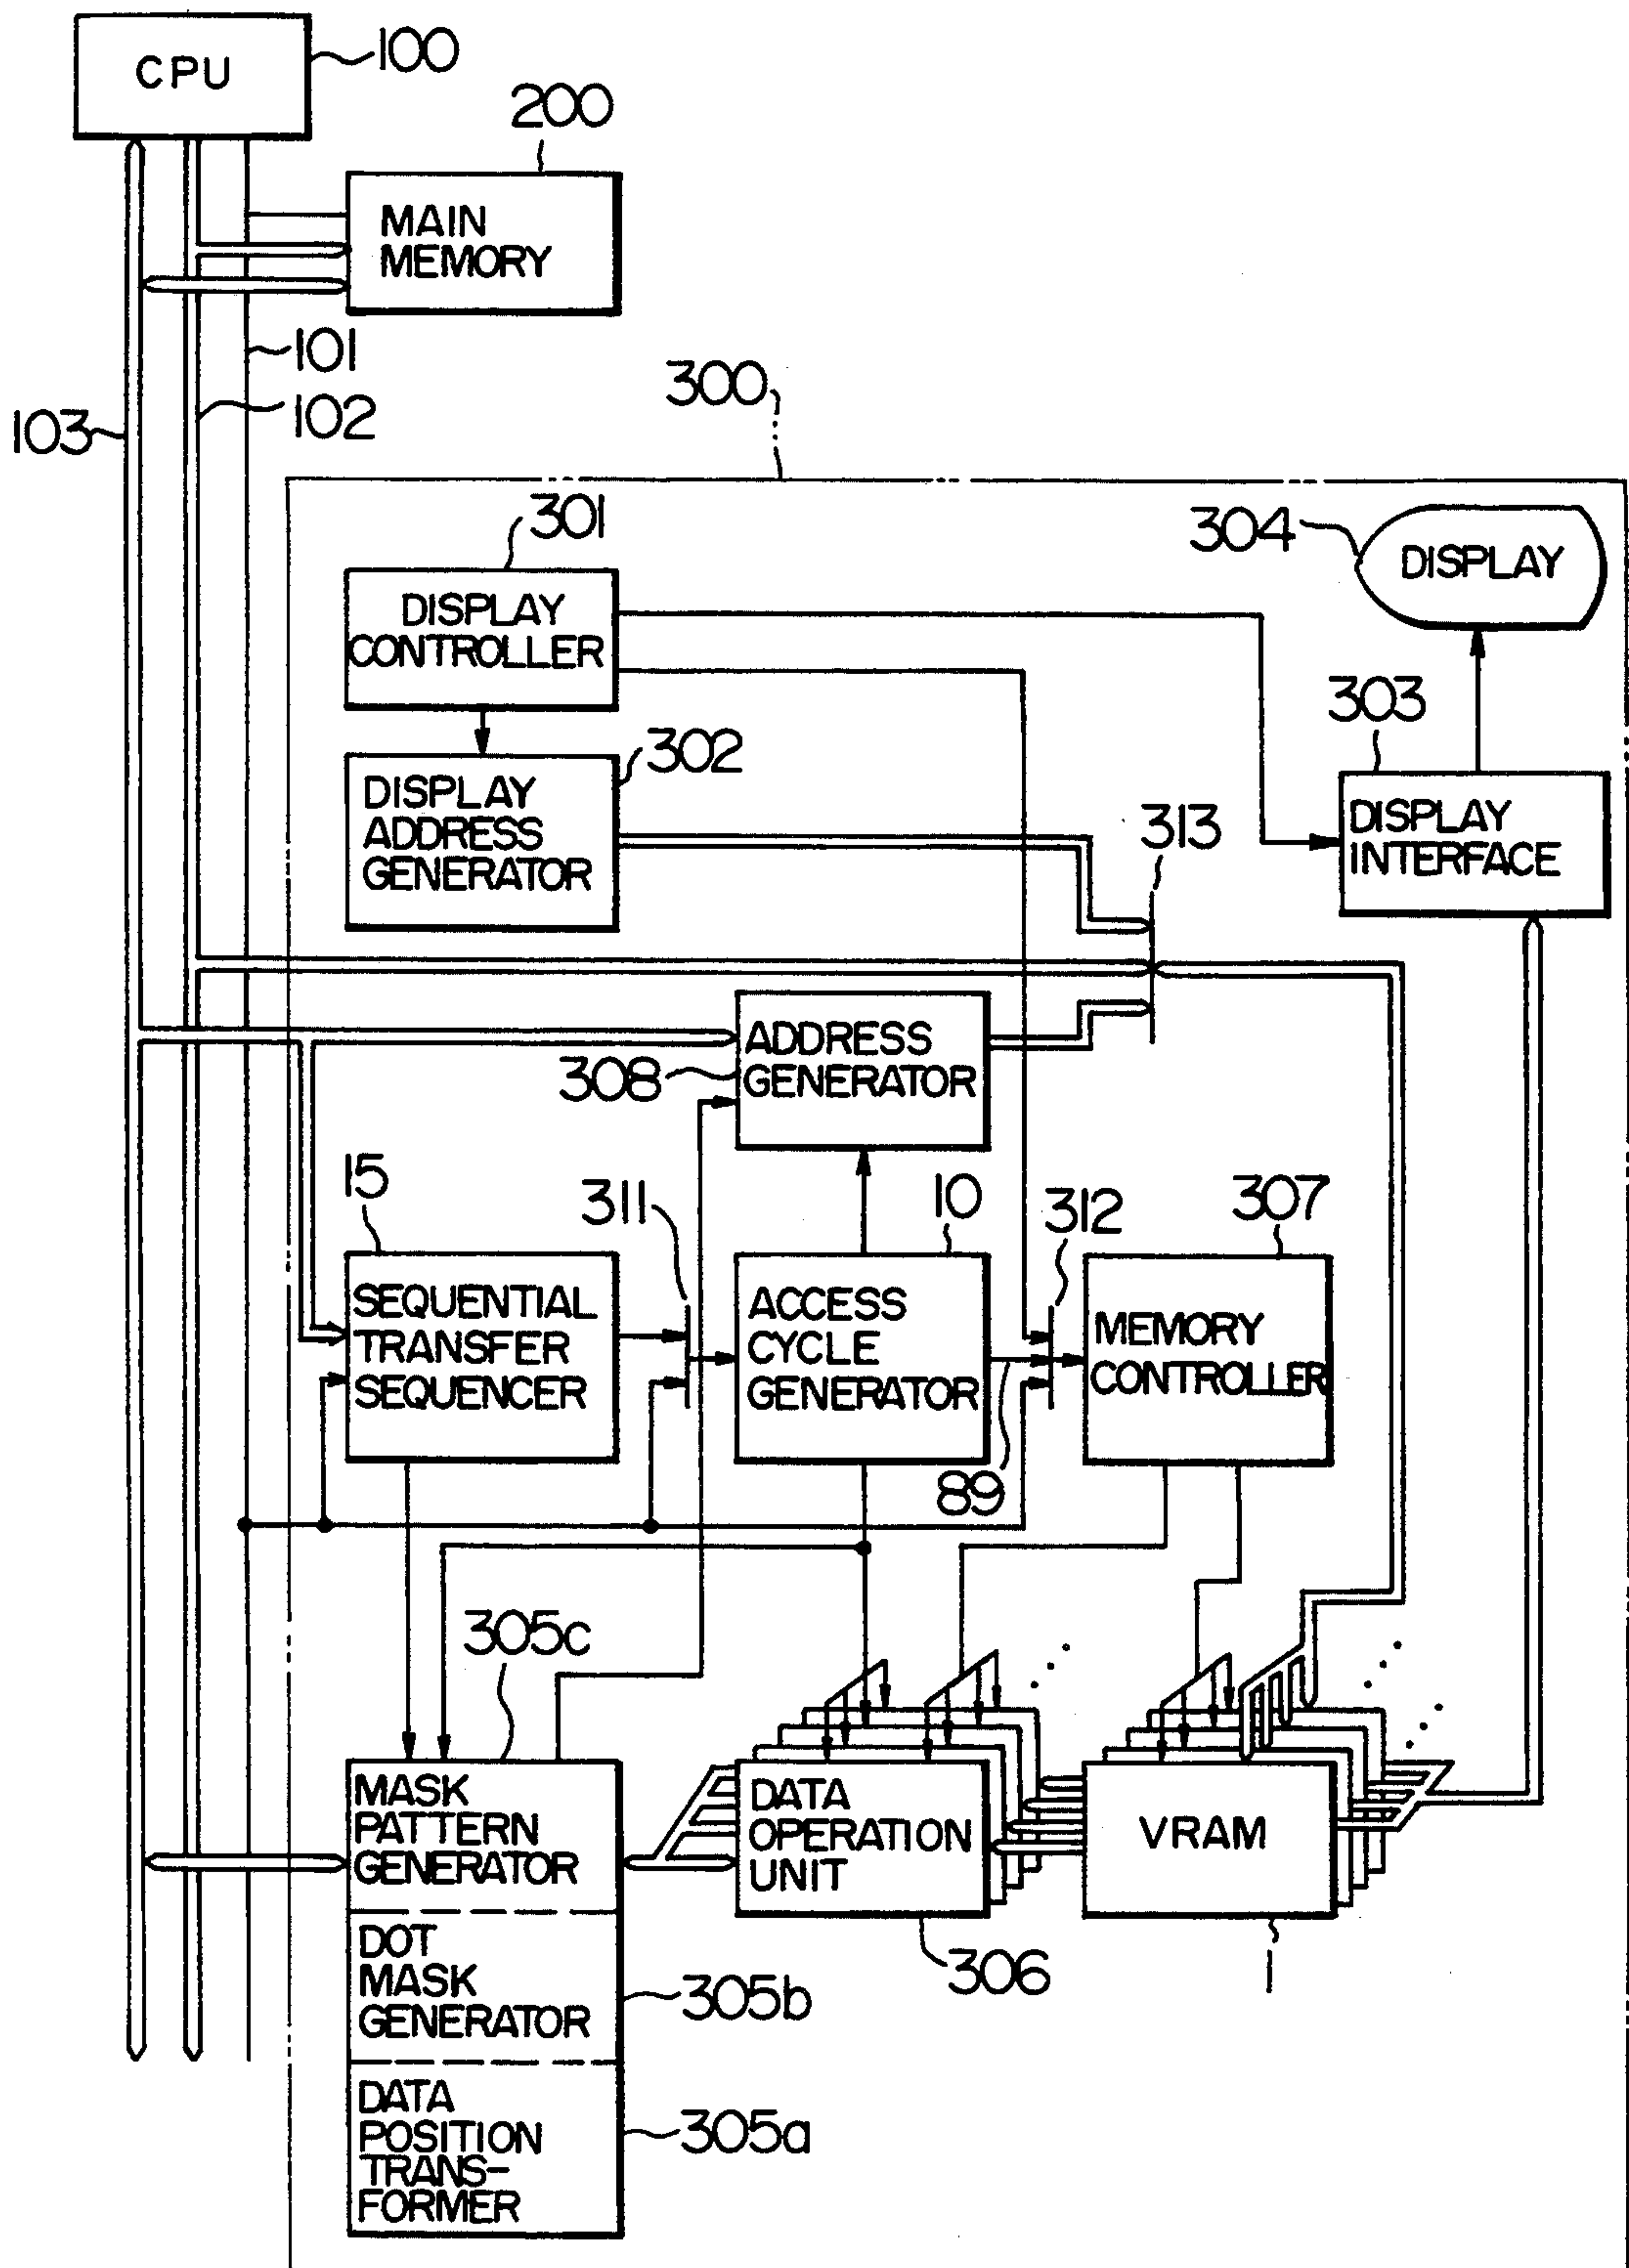 CPU
100
200
MAIN
MEMORY
101
102
103
300
301
304
DISPLAY
DISPLAY
CONTROLLER
303
302
DISPLAY
ADDRESS
GENERATOR
313
DISPLAY
INTERFACE
ADDRESS
GENERATOR
308
15
311
10
312
307
SEQUENTIAL
TRANSFER
SEQUENCER
ACCESS
CYCLE
GENERATOR
MEMORY
CONTROLLER
89
305c
MASK
PATTERN
GENERATOR
DATA
OPERATION
UNIT
VRAM
DOT
MASK
GENERATOR
305b
306
1
DATA
POSITION
TRANS-
FORMER
305a